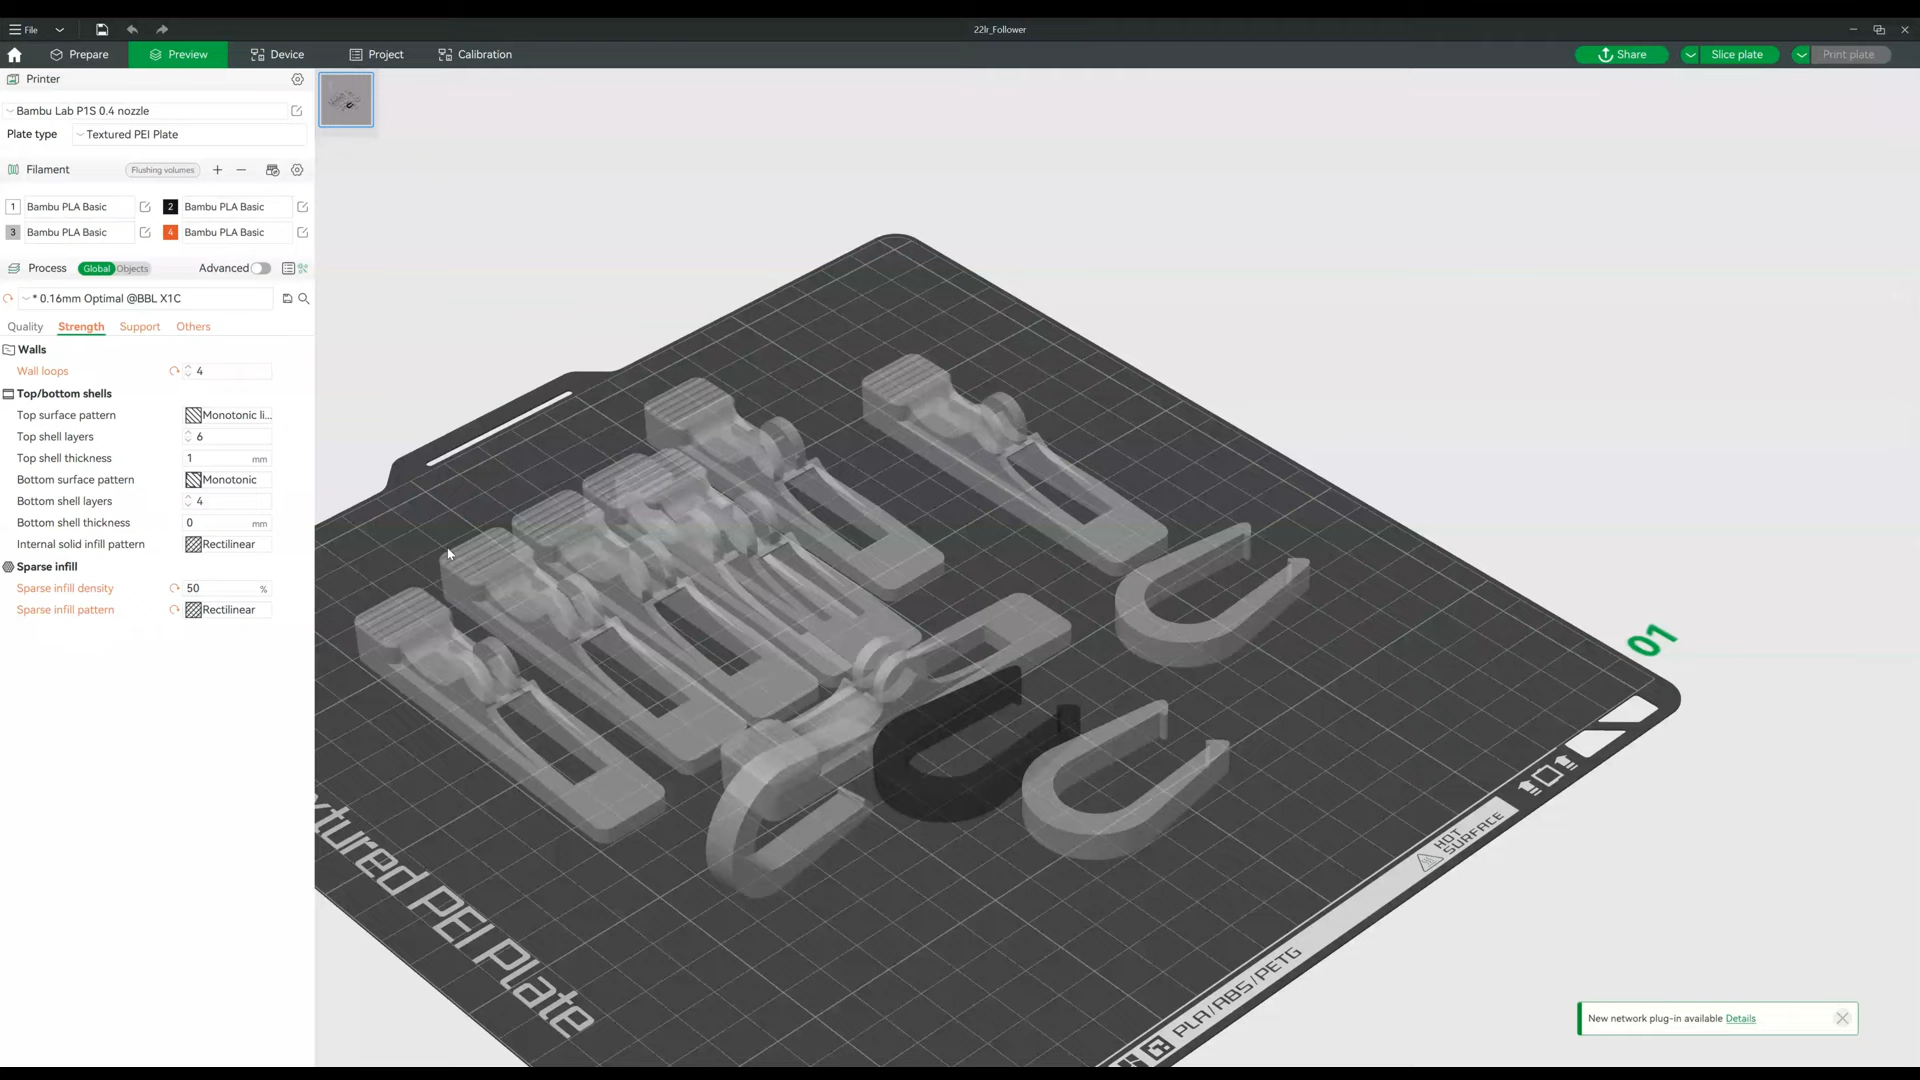 File
22lr_Follower
Prepare
Preview
Device
Project
Calibration
Share
Slice plate
Print plate
Printer
Bambu Lab P1S 0.4 nozzle
Plate type
Textured PEI Plate
Filament
Flushing volumes
1 Bambu PLA Basic
2 Bambu PLA Basic
3 Bambu PLA Basic
4 Bambu PLA Basic
Process
Global
Objects
Advanced
* 0.16mm Optimal @BBL X1C
Quality
Strength
Support
Others
Walls
Wall loops 4
Top/bottom shells
Top surface pattern Monotonic li...
Top shell layers 6
Top shell thickness 1 mm
Bottom surface pattern Monotonic
Bottom shell layers 4
Bottom shell thickness 0 mm
Internal solid infill pattern Rectilinear
Sparse infill
Sparse infill density 50 %
Sparse infill pattern Rectilinear
01
HOT
SURFACE
PLA/ABS/PETG
xtured PEI Plate
New network plug-in available Details